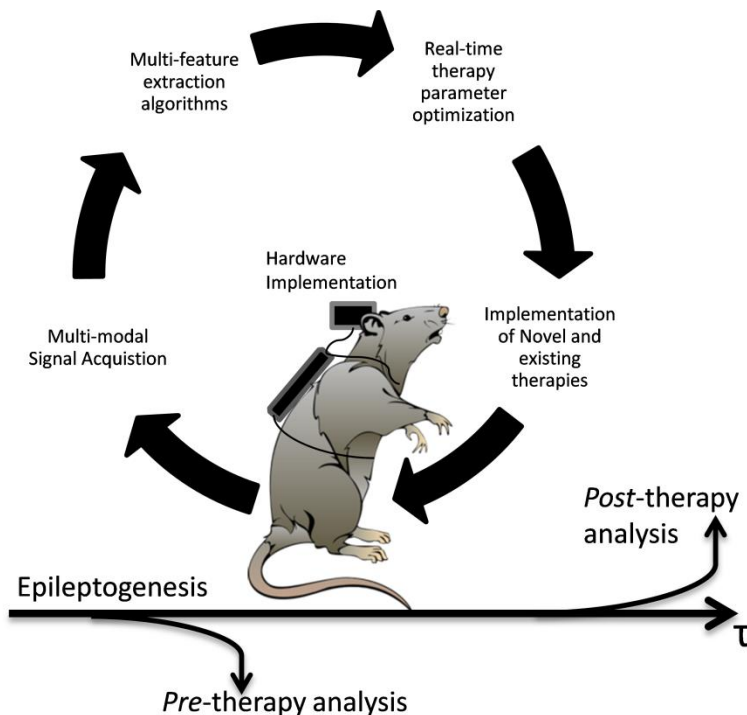 Multi-feature
extraction
algorithms
Real-time
therapy
parameter
optimization
Hardware
Implementation
Multi-modal
Signal Acquistion
Implementation
of Novel and
existing
therapies
Post-therapy
analysis
Epileptogenesis
τ
Pre-therapy analysis